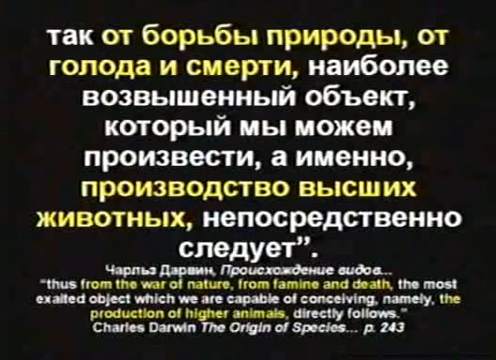 так от борьбы природы, от
голода и смерти, наиболее
возвышенный объект,
который мы можем
произвести, а именно,
производство высших
животных, непосредственно
следует”.
Чарльз Дарвин, Происхождение видов...
“thus from the war of nature, from famine and death, the most
exalted object which we are capable of conceiving, namely, the
production of higher animals, directly follows.”
Charles Darwin The Origin of Species... p. 243